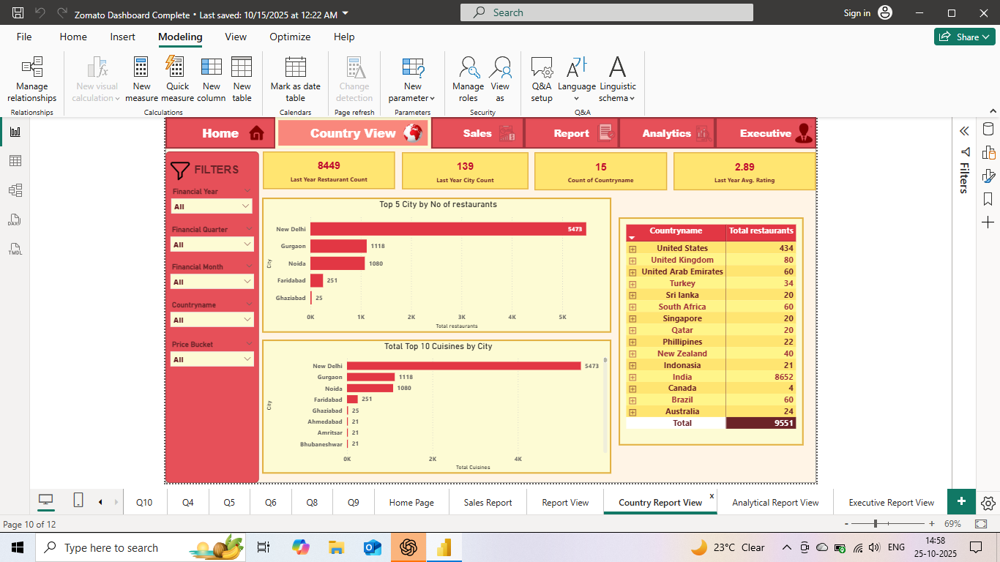 Zomato Dashboard Complete • Last saved: 10/15/2025 at 12:22 AM
Search
Sign in
File Home Insert Modeling View Optimize Help
Share
Manage relationships
New visual calculation
New measure
Quick measure
New column
New table
Mark as date table
Change detection
New parameter
Manage roles
View as
Q&A setup
Language
Linguistic schema
Relationships
Calculations
Calendars
Page refresh
Parameters
Security
Q&A
Home
Country View
Sales
Report
Analytics
Executive
FILTERS
Financial Year
All
Financial Quarter
All
Financial Month
All
Countryname
All
Price Bucket
All
8449
Last Year Restaurant Count
139
Last Year City Count
15
Count of Countryname
2.89
Last Year Avg. Rating
Top 5 City by No of restaurants
City
New Delhi 5473
Gurgaon 1118
Noida 1080
Faridabad 251
Ghaziabad 25
0K 1K 2K 3K 4K 5K
Total restaurants
Total Top 10 Cuisines by City
City
New Delhi 5473
Gurgaon 1118
Noida 1080
Faridabad 251
Ghaziabad 25
Ahmedabad 21
Amritsar 21
Bhubaneshwar 21
0K 2K 4K
Total Cuisines
Countryname Total restaurants
United States 434
United Kingdom 80
United Arab Emirates 60
Turkey 34
Sri lanka 20
South Africa 60
Singapore 20
Qatar 20
Phillipines 22
New Zealand 40
Indonasia 21
India 8652
Canada 4
Brazil 60
Australia 24
Total 9551
Filters
DAX
TMDL
Q10 Q4 Q5 Q6 Q8 Q9 Home Page Sales Report Report View Country Report View x Analytical Report View Executive Report View +
Page 10 of 12
- + 69%
Type here to search
23°C Clear
ENG
14:58
25-10-2025